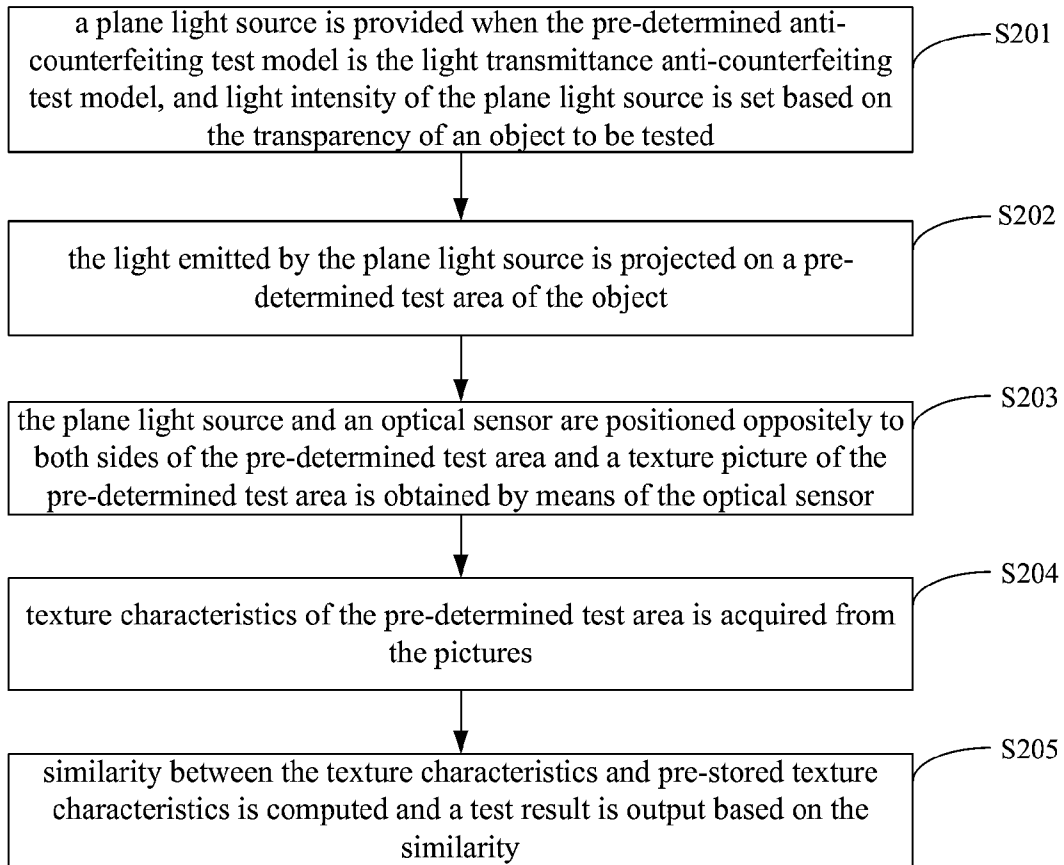 a plane light source is provided when the pre-determined anti-
counterfeiting test model is the light transmittance anti-counterfeiting
test model, and light intensity of the plane light source is set based on
the transparency of an object to be tested
S201
the light emitted by the plane light source is projected on a pre-
determined test area of the object
S202
the plane light source and an optical sensor are positioned oppositely to
both sides of the pre-determined test area and a texture picture of the
pre-determined test area is obtained by means of the optical sensor
S203
texture characteristics of the pre-determined test area is acquired from
the pictures
S204
similarity between the texture characteristics and pre-stored texture
characteristics is computed and a test result is output based on the
similarity
S205